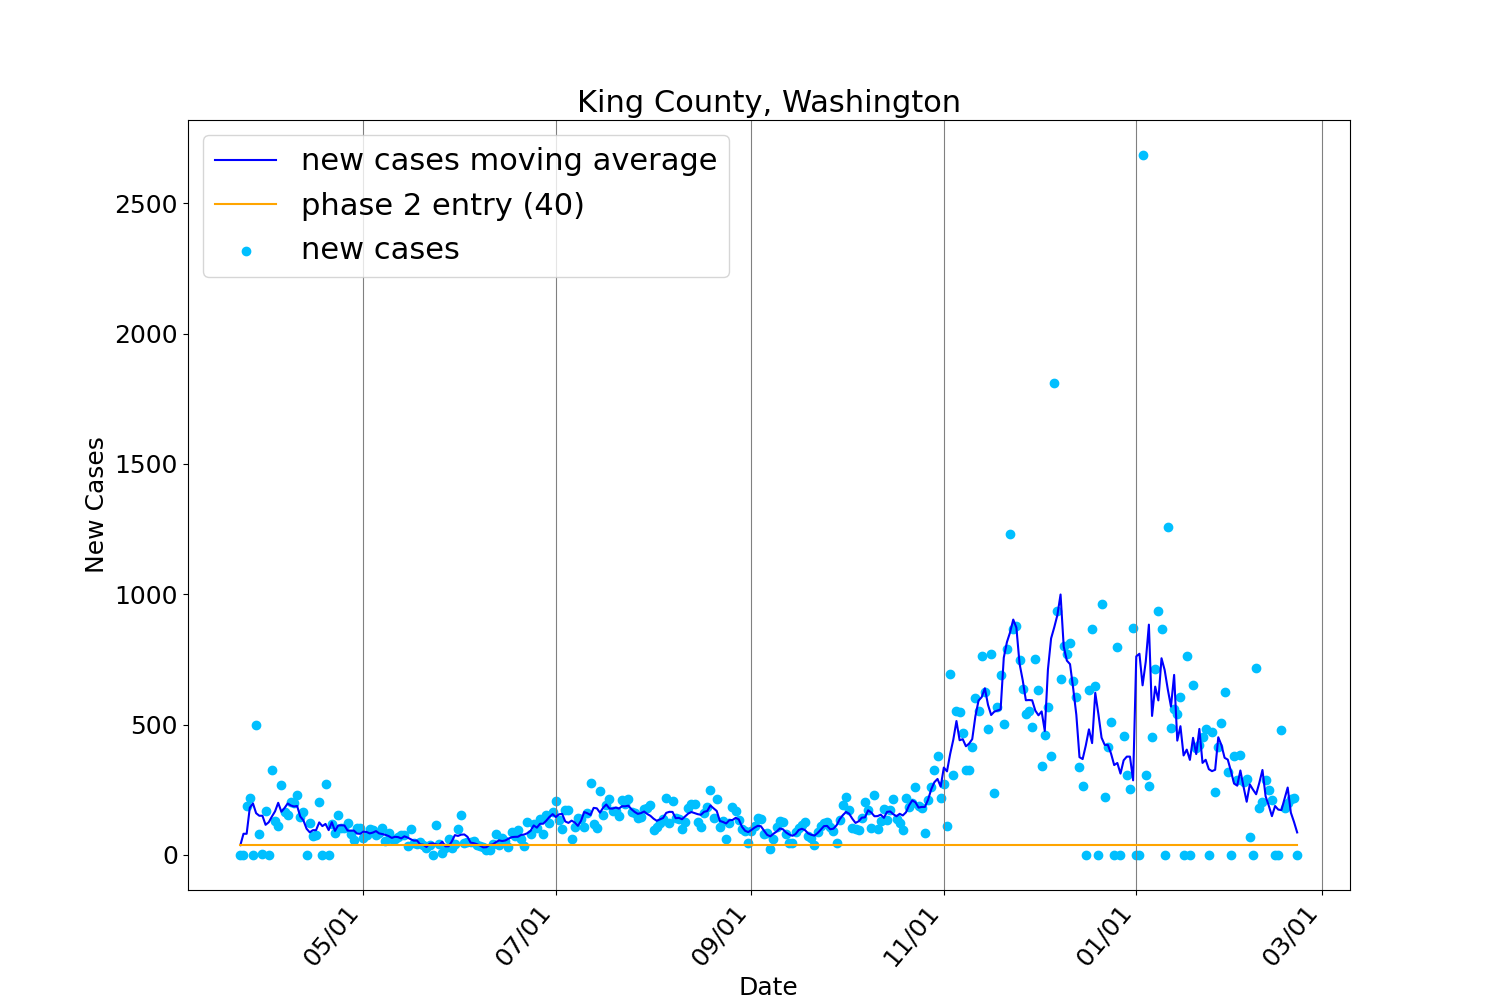 King County, Washington
new cases moving average
phase 2 entry (40)
new cases
2500
2000
1500
1000
500
0
New Cases
05/01
07/01
09/01
11/01
01/01
03/01
Date